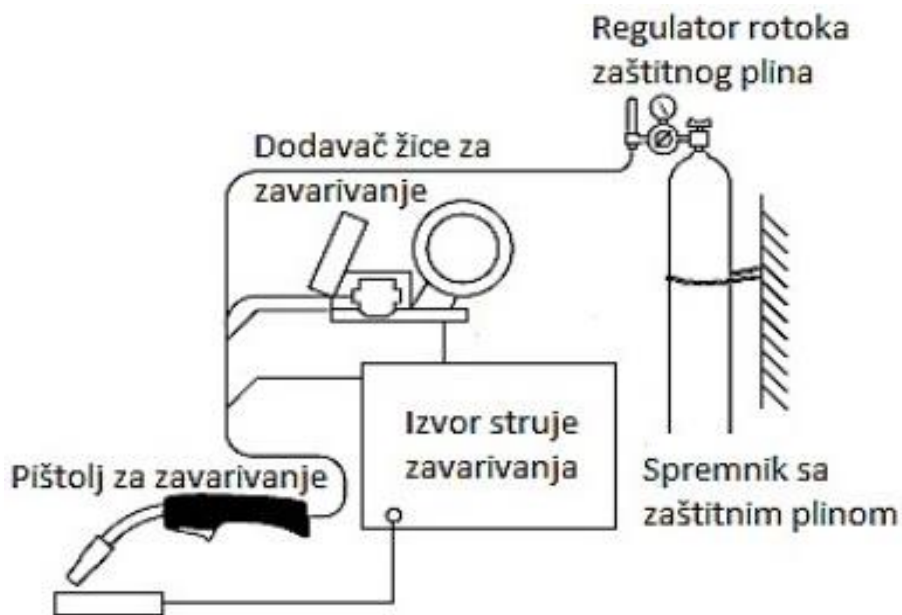 Regulator rotoka
zaštitnog plina
Dodavač žice za
zavarivanje
Izvor struje
zavarivanja
Pištolj za zavarivanje
Spremnik sa
zaštitnim plinom